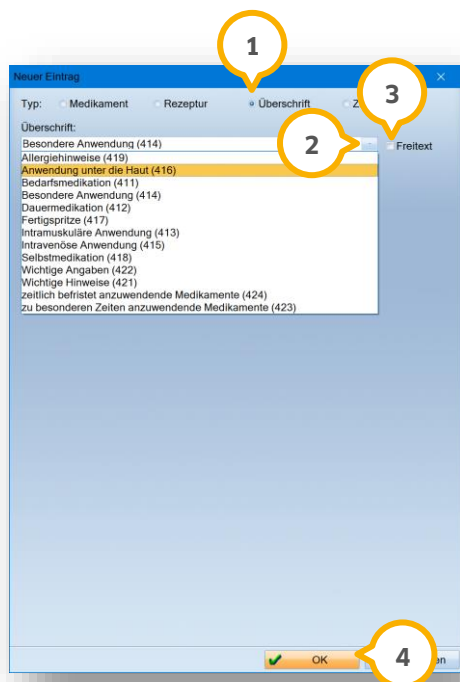 1
Neuer Eintrag
Typ: Medikament Rezeptur Überschrift Z 3
Überschrift:
Besondere Anwendung (414) 2 Freitext
Allergiehinweise (419)
Anwendung unter die Haut (416)
Bedarfsmedikation (411)
Besondere Anwendung (414)
Dauermedikation (412)
Fertigspritze (417)
Intramuskuläre Anwendung (413)
Intravenöse Anwendung (415)
Selbstmedikation (418)
Wichtige Angaben (422)
Wichtige Hinweise (421)
zeitlich befristet anzuwendende Medikamente (424)
zu besonderen Zeiten anzuwendende Medikamente (423)
OK 4 en